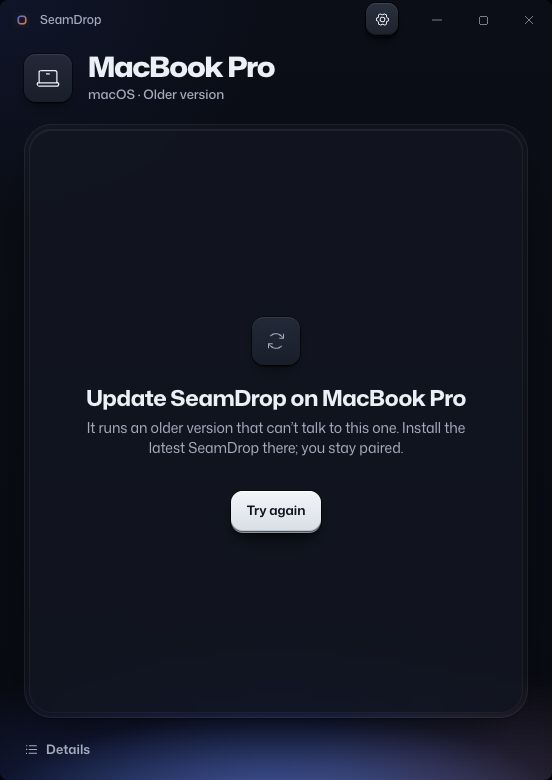 SeamDrop
MacBook Pro
macOS · Older version
Update SeamDrop on MacBook Pro
It runs an older version that can’t talk to this one. Install the
latest SeamDrop there; you stay paired.
Try again
Details